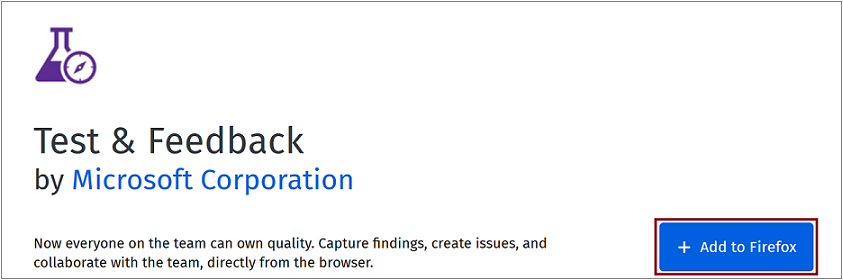 Test & Feedback
by Microsoft Corporation
Now everyone on the team can own quality. Capture findings, create issues, and
collaborate with the team, directly from the browser.
+ Add to Firefox